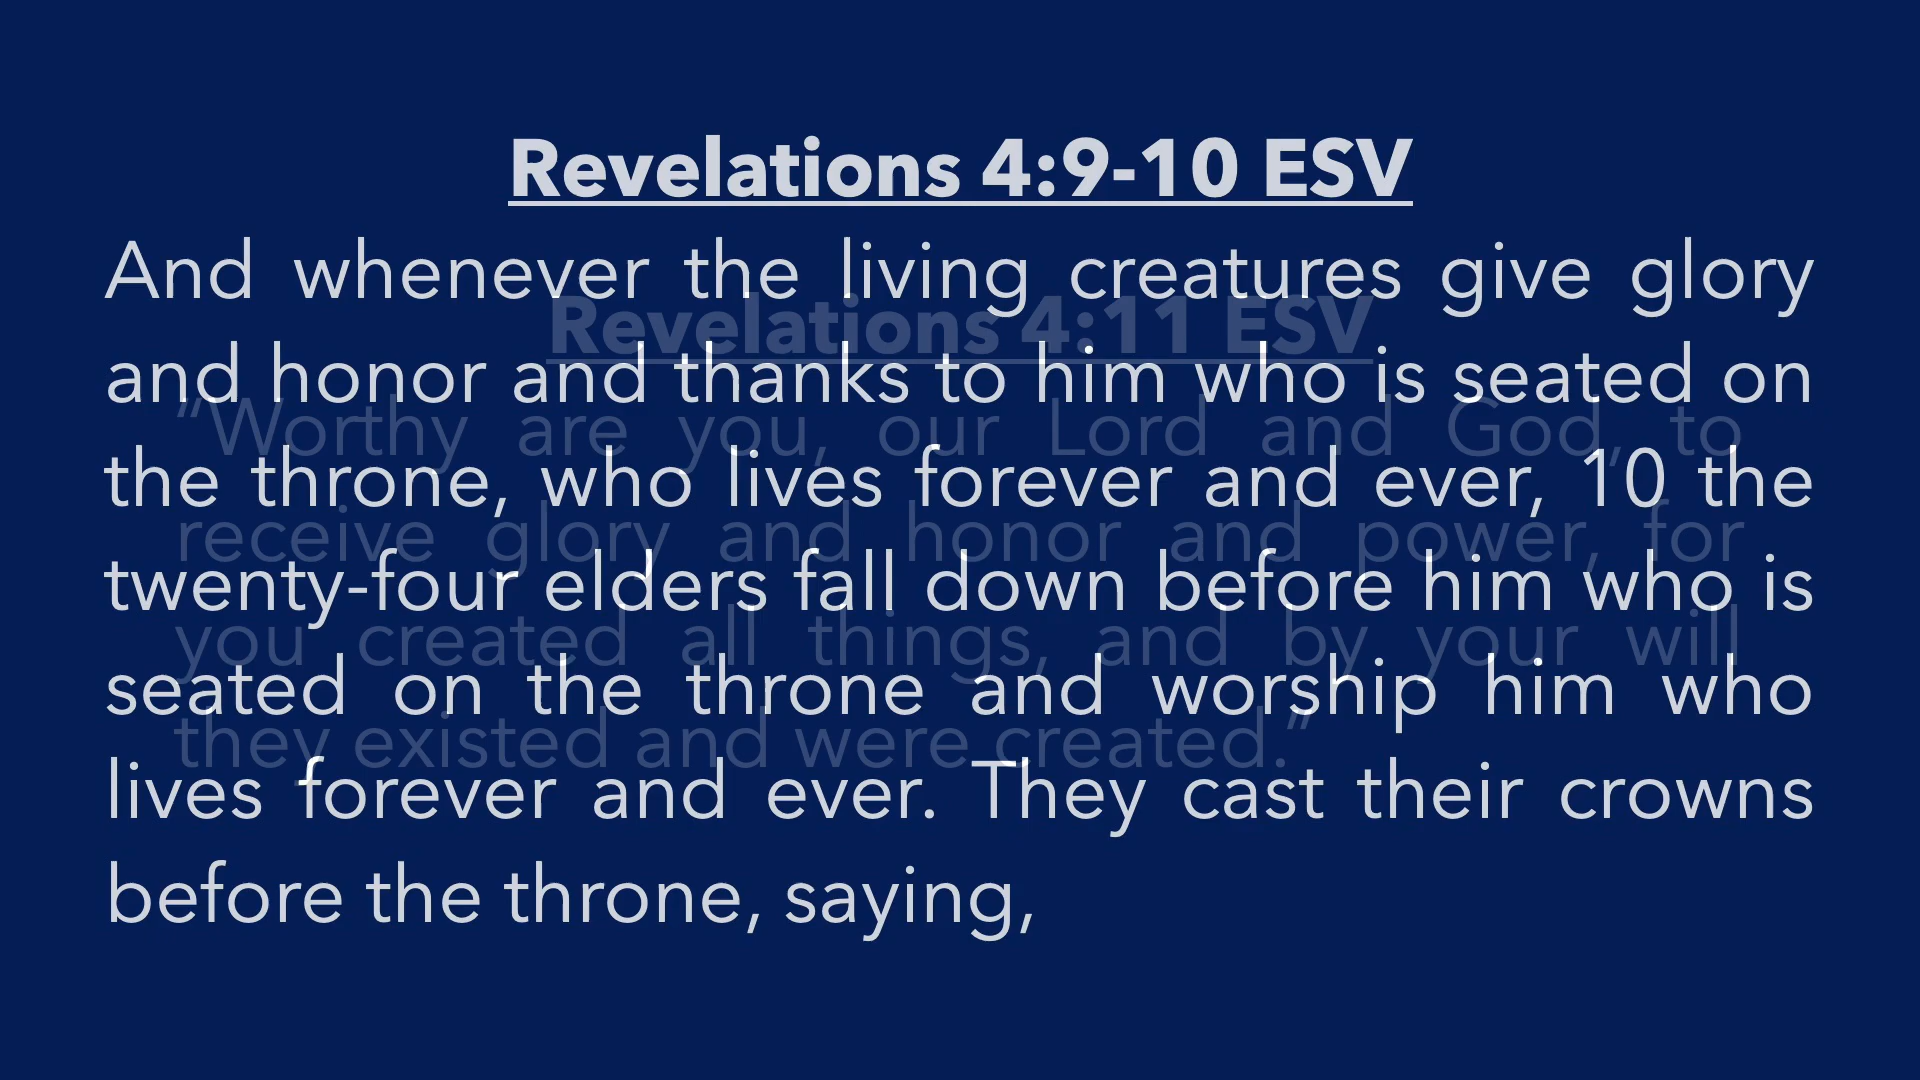 Revelations 4:9-10 ESV
And whenever the living creatures give glory
and honor and thanks to him who is seated on
the throne, who lives forever and ever, 10 the
twenty-four elders fall down before him who is
seated on the throne and worship him who
lives forever and ever. They cast their crowns
before the throne, saying,
Revelations 4:11 ESV
“Worthy are you, our Lord and God, to
receive glory and honor and power, for
you created all things, and by your will
they existed and were created.”